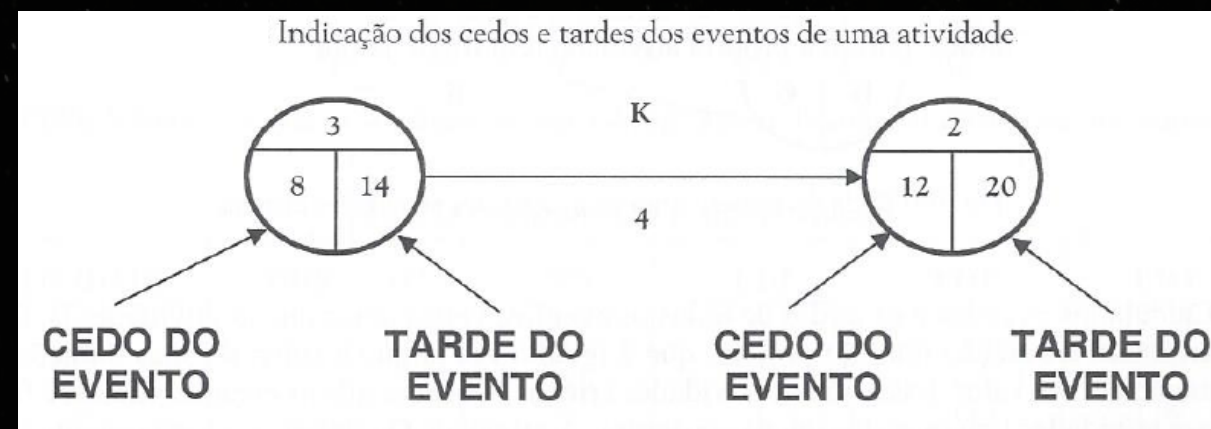 Indicação dos cedos e tardes dos eventos de uma atividade
3 K 2
8 14 12 20
4
CEDO DO TARDE DO CEDO DO TARDE DO
EVENTO EVENTO EVENTO EVENTO